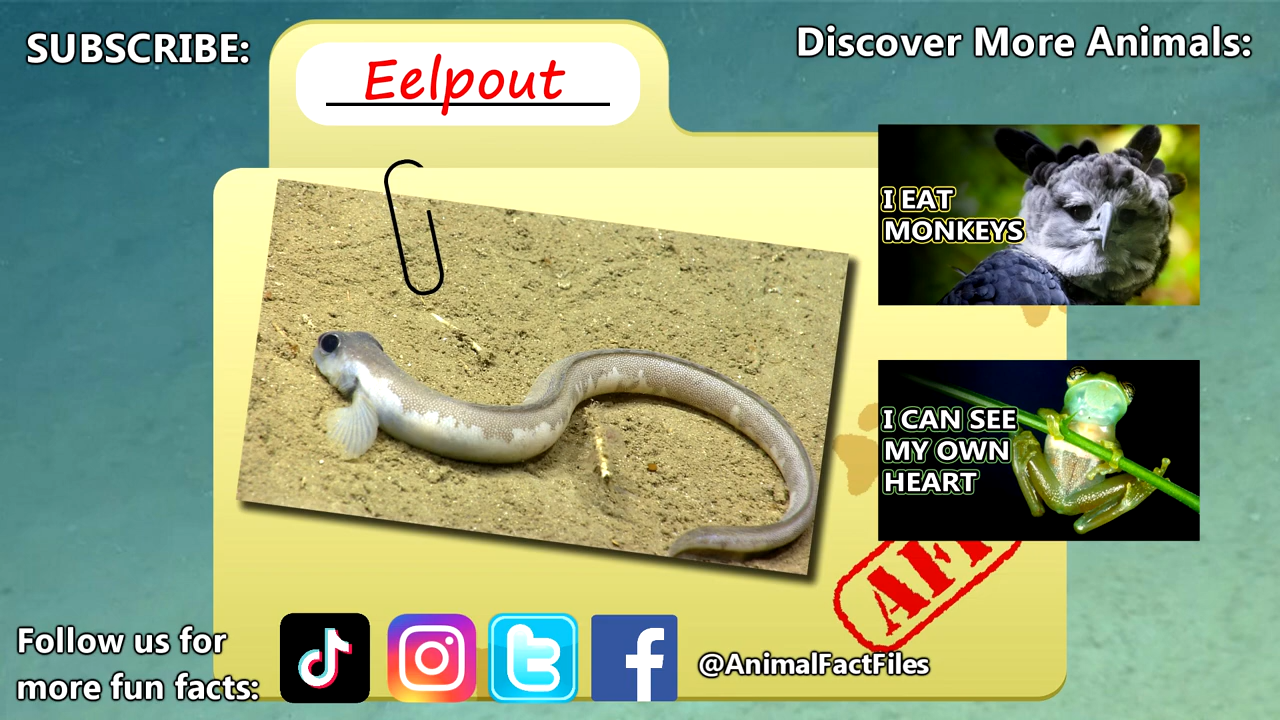 SUBSCRIBE:
Eelpout
Discover More Animals:
I EAT
MONKEYS
I CAN SEE
MY OWN
HEART
AFF
Follow us for
more fun facts:
@AnimalFactFiles